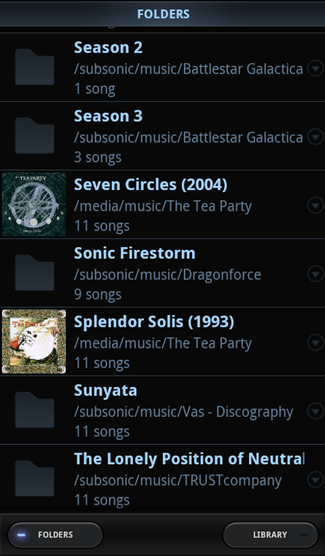 FOLDERS
Season 2
/subsonic/music/Battlestar Galactica
1 song
Season 3
/subsonic/music/Battlestar Galactica
3 songs
Seven Circles (2004)
/media/music/The Tea Party
11 songs
Sonic Firestorm
/subsonic/music/Dragonforce
9 songs
Splendor Solis (1993)
/media/music/The Tea Party
11 songs
Sunyata
/subsonic/music/Vas - Discography
11 songs
The Lonely Position of Neutral
/subsonic/music/TRUSTcompany
11 songs
FOLDERS
LIBRARY